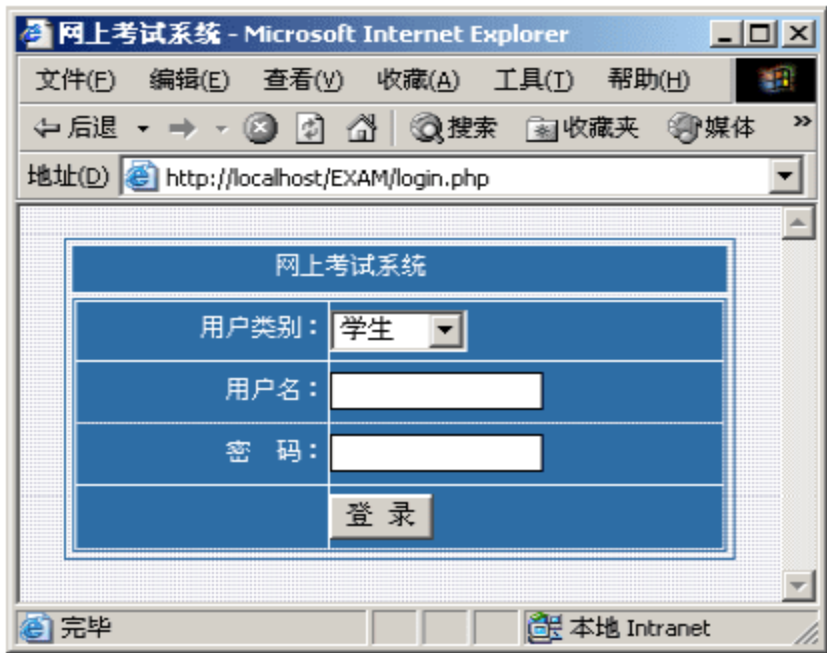 网上考试系统 - Microsoft Internet Explorer
文件(F) 编辑(E) 查看(V) 收藏(A) 工具(T) 帮助(H)
后退 搜索 收藏夹 媒体 »
地址(D) http://localhost/EXAM/login.php
网上考试系统
用户类别： 学生
用户名：
密 码：
登 录
完毕 本地 Intranet